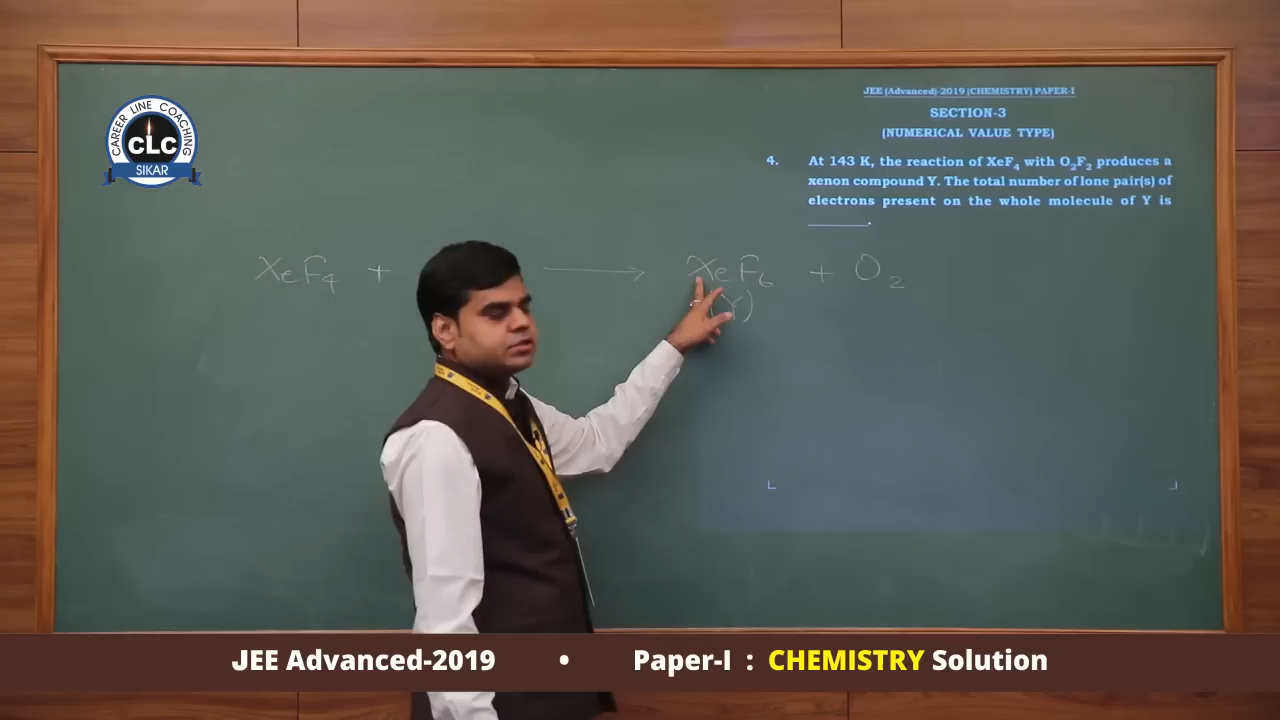 CAREER LINE COACHING
CLC
SIKAR
JEE (Advanced)-2019 (CHEMISTRY) PAPER-I
SECTION-3
(NUMERICAL VALUE TYPE)
4. At 143 K, the reaction of XeF₄ with O₂F₂ produces a
xenon compound Y. The total number of lone pair(s) of
electrons present on the whole molecule of Y is
________.
XeF₄ + ⟶ XeF₆ + O₂
(Y)
JEE Advanced-2019 • Paper-I : CHEMISTRY Solution